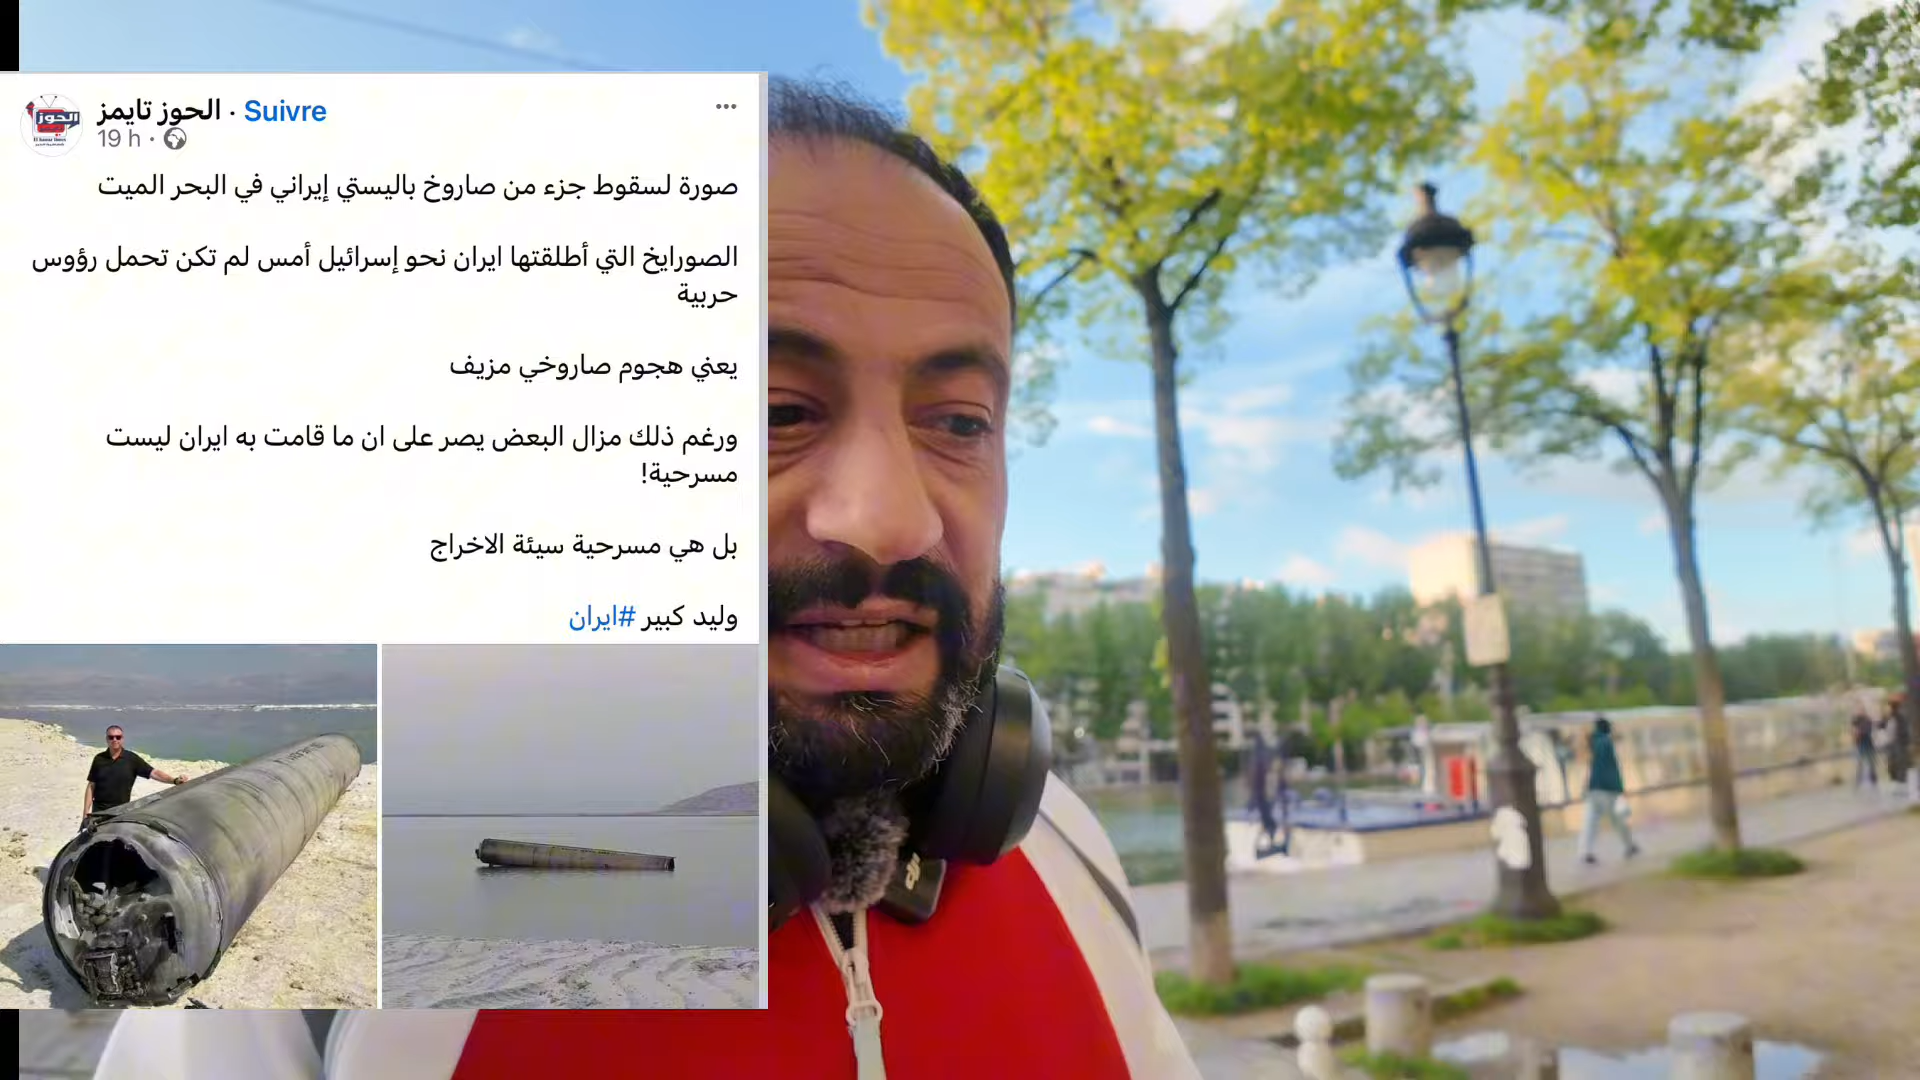 الحوز تايمز · Suivre
19 h ·
صورة لسقوط جزء من صاروخ باليستي إيراني في البحر الميت
الصورايخ التي أطلقتها ايران نحو إسرائيل أمس لم تكن تحمل رؤوس
حربية
يعني هجوم صاروخي مزيف
ورغم ذلك مزال البعض يصر على ان ما قامت به ايران ليست
مسرحية!
بل هي مسرحية سيئة الاخراج
وليد كبير #ايران
الحوز